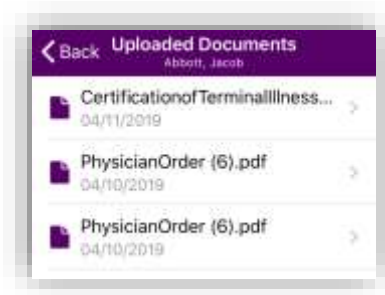 Back Uploaded Documents
Abbott, Jacob
CertificationofTerminalIllness...
04/11/2019
PhysicianOrder (6).pdf
04/10/2019
PhysicianOrder (6).pdf
04/10/2019